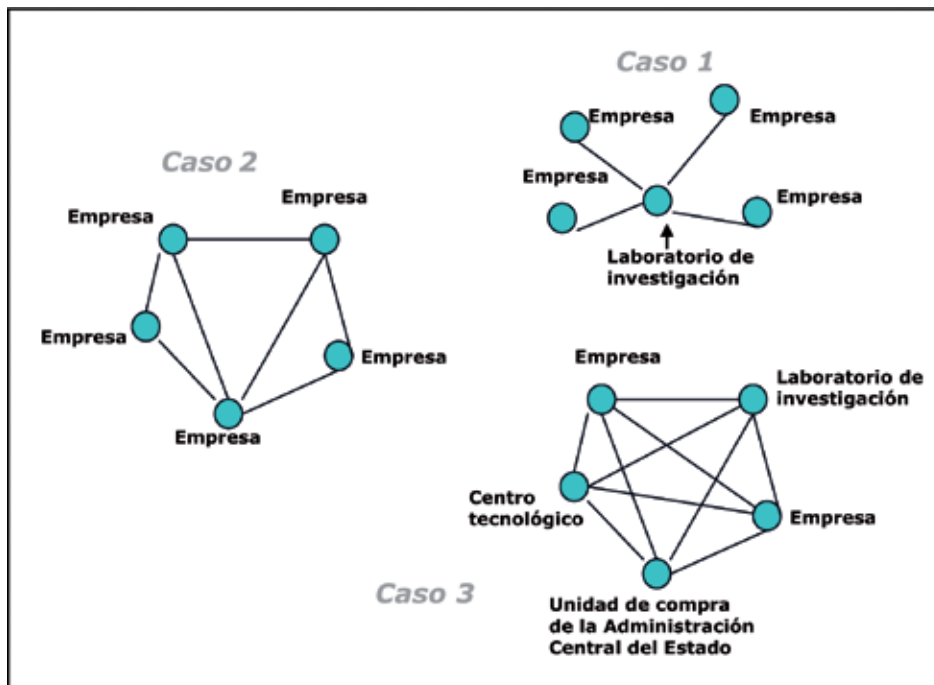 Caso 1
Empresa
Empresa
Empresa
Empresa
Laboratorio de
investigación
Caso 2
Empresa
Empresa
Empresa
Empresa
Empresa
Caso 3
Empresa
Laboratorio de
investigación
Centro
tecnológico
Empresa
Unidad de compra
de la Administración
Central del Estado